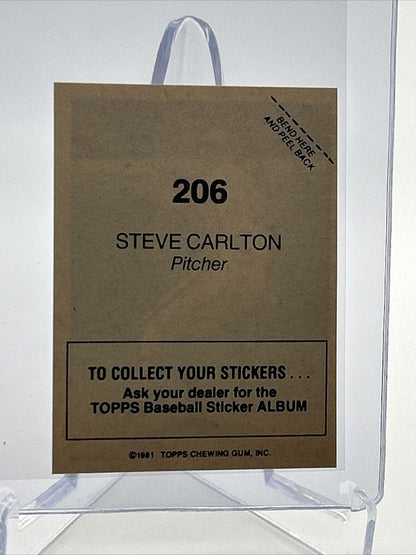 BEND HERE
AND PEEL BACK
206
STEVE CARLTON
Pitcher
TO COLLECT YOUR STICKERS . . .
Ask your dealer for the
TOPPS Baseball Sticker ALBUM
©1981 TOPPS CHEWING GUM, INC.